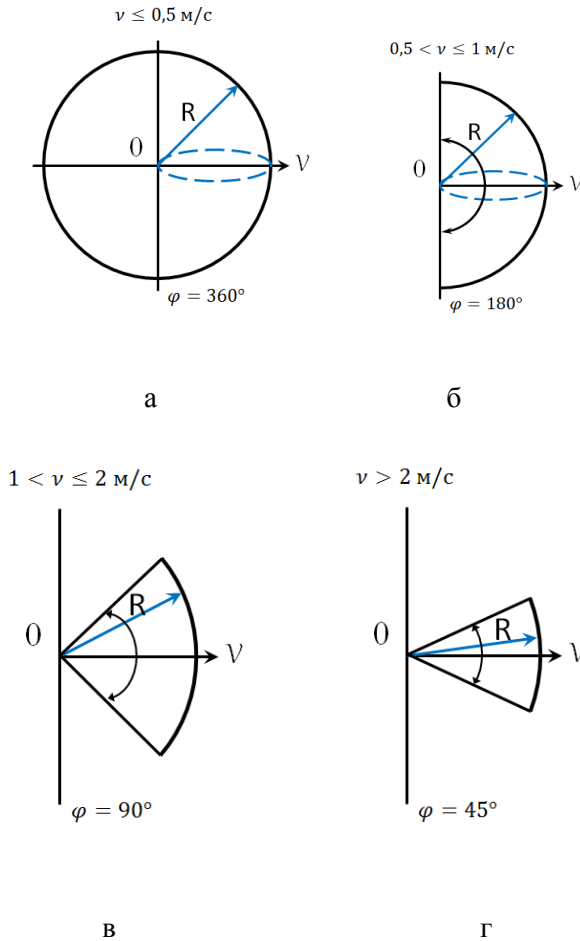 ν ≤ 0,5 м/с
R
0
V
φ = 360°
а
0,5 < ν ≤ 1 м/с
R
0
V
φ = 180°
б
1 < ν ≤ 2 м/с
R
0
V
φ = 90°
в
ν > 2 м/с
R
0
V
φ = 45°
г